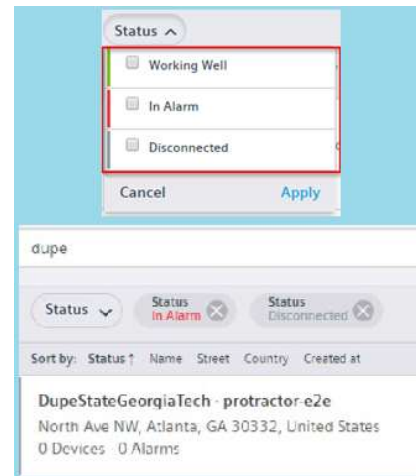 Status
Working Well
In Alarm
Disconnected
Cancel Apply
dupe
Status Status In Alarm Status Disconnected
Sort by: Status↑ Name Street Country Created at
DupeStateGeorgiaTech - protractor-e2e
North Ave NW, Atlanta, GA 30332, United States
0 Devices - 0 Alarms